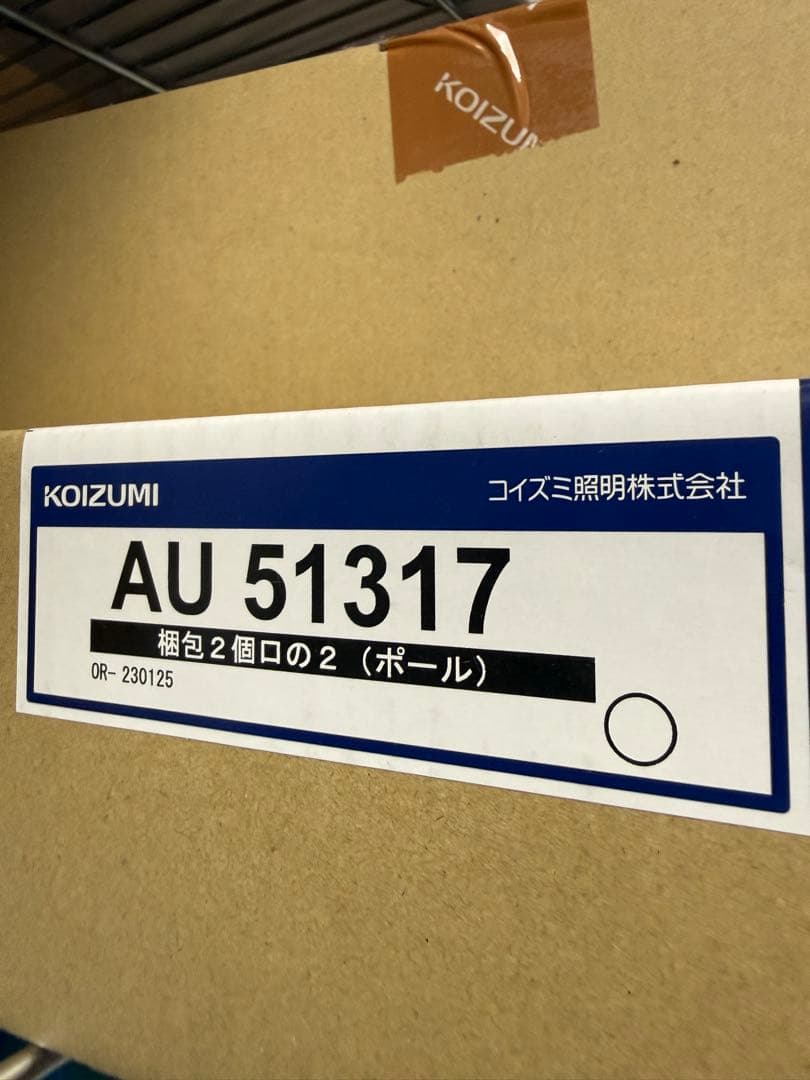 KOIZUM
KOIZUMI
コイズミ照明株式会社
AU 51317
梱包2個口の2（ポール）
OR- 230125